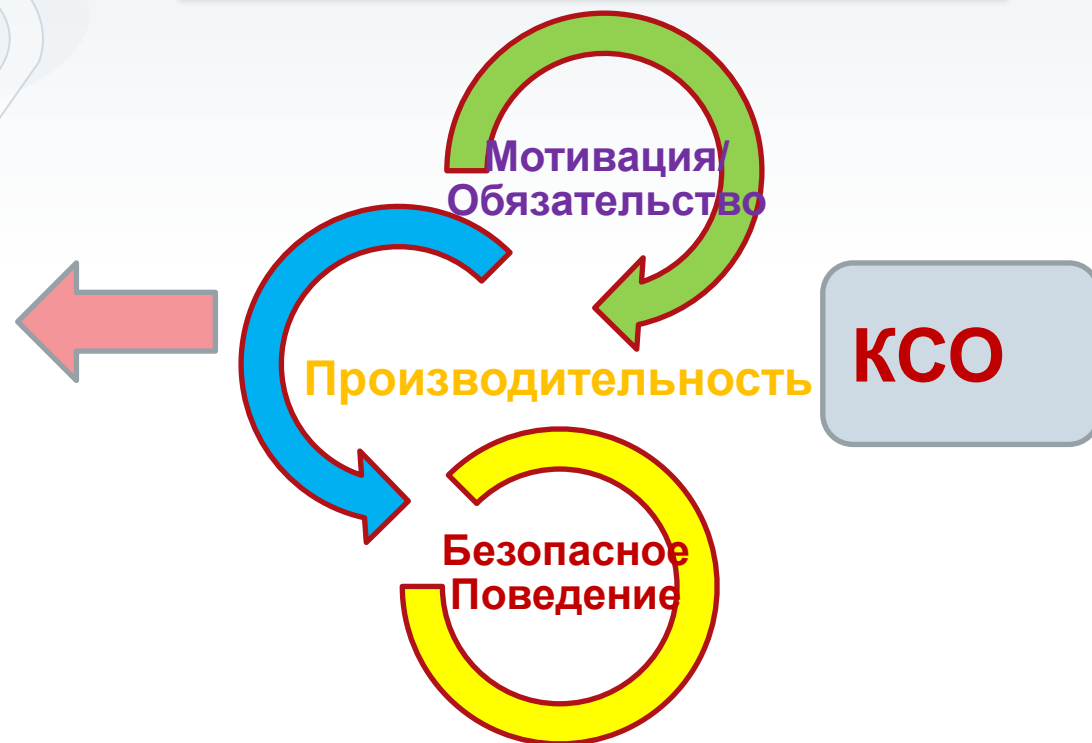 Мотивация/
Обязательство
Производительность
КСО
Безопасное
Поведение